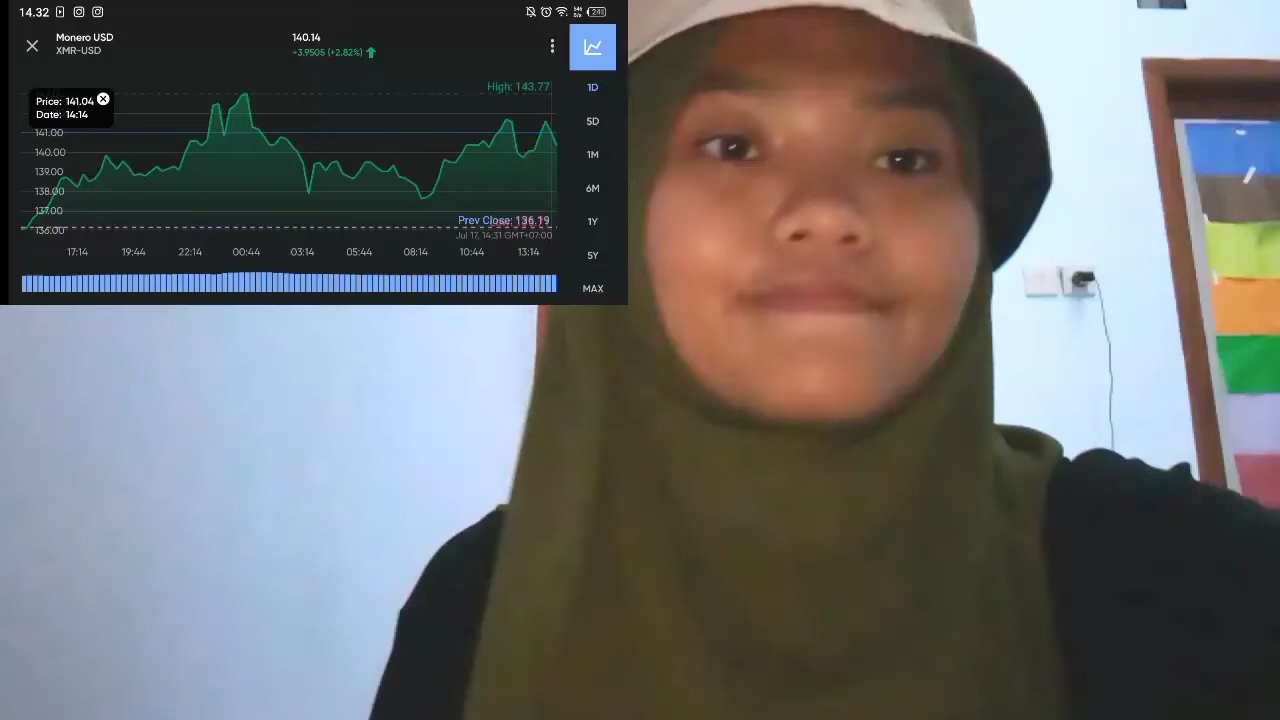 14.32
24
Monero USD
XMR-USD
140.14
+3.9505 (+2.82%)
High: 143.77
Price: 141.04
Date: 14:14
141.00
140.00
139.00
138.00
137.00
136.00
Prev Close: 136.19
Jul 17, 14:31 GMT+07:00
17:14 19:44 22:14 00:44 03:14 05:44 08:14 10:44 13:14
1D
5D
1M
6M
1Y
5Y
MAX